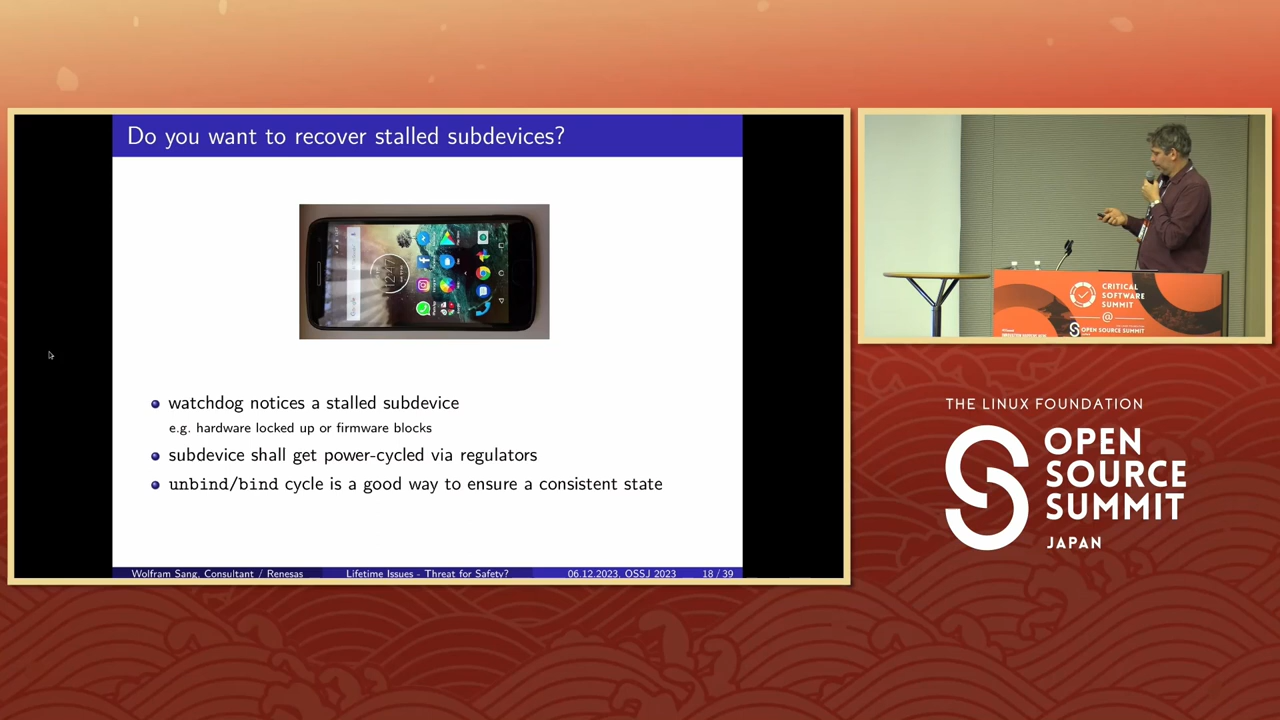 Do you want to recover stalled subdevices?
watchdog notices a stalled subdevice
e.g. hardware locked up or firmware blocks
subdevice shall get power-cycled via regulators
unbind/bind cycle is a good way to ensure a consistent state
Wolfram Sang, Consultant / Renesas
Lifetime Issues - Threat for Safety?
06.12.2023, OSSJ 2023
18 / 39
CRITICAL
SOFTWARE
SUMMIT
@
OPEN SOURCE SUMMIT
THE LINUX FOUNDATION
OPEN
SOURCE
SUMMIT
JAPAN